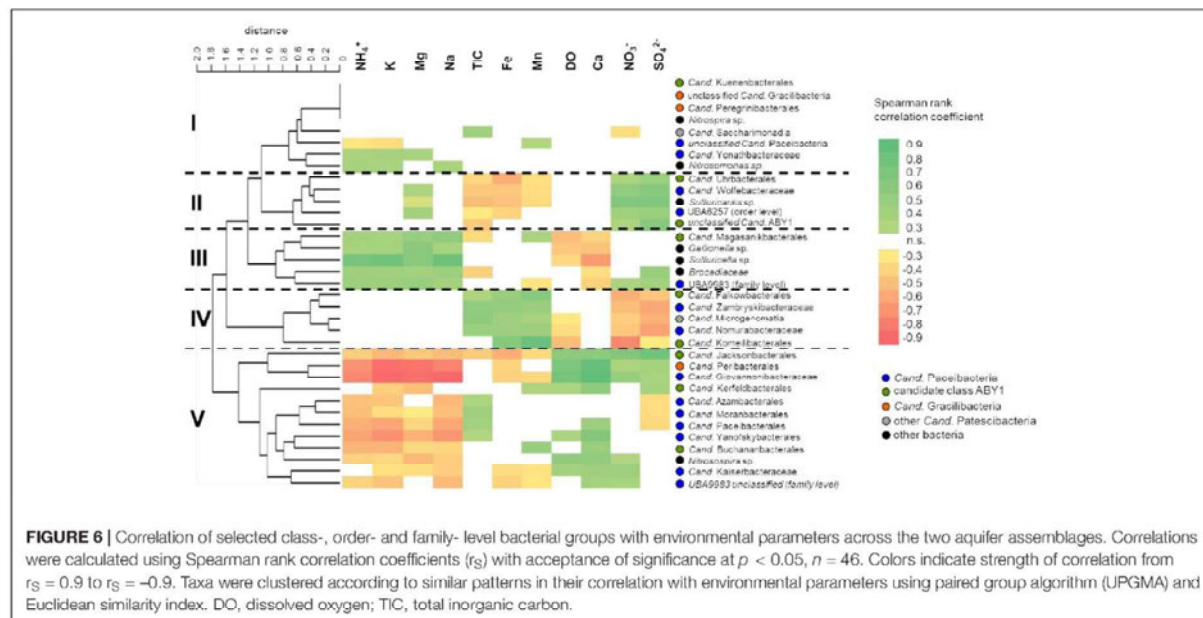 distance
2.0
1.8
1.6
1.4
1.2
1.0
0.8
0.6
0.4
0.2
0
NH₄⁺
K
Mg
Na
TIC
Fe
Mn
DO
Ca
NO₃⁻
SO₄²⁻
I
II
III
IV
V
Cand. Kuenenbacterales
unclassified Cand. Gracilibacteria
Cand. Peregrinibacterales
Nitrospira sp.
Cand. Saccharimonadia
unclassified Cand. Paceibacteria
Cand. Yonathbacteraceae
Nitrosomonas sp.
Cand. Uhrbacterales
Cand. Wolfebacteraceae
Sulfuricurvum sp.
UBA6257 (order level)
unclassified Cand. ABY1
Cand. Magasanikbacterales
Gallionella sp.
Sulfuricella sp.
Brocadiaceae
UBA9983 (family level)
Cand. Falkowbacterales
Cand. Zambryskibacteraceae
Cand. Microgenomatia
Cand. Nomurabacteraceae
Cand. Komeilibacterales
Cand. Jacksonbacterales
Cand. Peribacterales
Cand. Giovannonibacteraceae
Cand. Kerfeldbacterales
Cand. Azambacterales
Cand. Moranbacterales
Cand. Paceibacterales
Cand. Yanofskybacterales
Cand. Buchananbacterales
Nitrosospira sp.
Cand. Kaiserbacteraceae
UBA9983 unclassified (family level)
Spearman rank
correlation coefficient
0.9
0.8
0.7
0.6
0.5
0.4
0.3
n.s.
-0.3
-0.4
-0.5
-0.6
-0.7
-0.8
-0.9
Cand. Paceibacteria
candidate class ABY1
Cand. Gracilibacteria
other Cand. Patescibacteria
other bacteria
FIGURE 6 | Correlation of selected class-, order- and family- level bacterial groups with environmental parameters across the two aquifer assemblages. Correlations
were calculated using Spearman rank correlation coefficients (rS) with acceptance of significance at p < 0.05, n = 46. Colors indicate strength of correlation from
rS = 0.9 to rS = –0.9. Taxa were clustered according to similar patterns in their correlation with environmental parameters using paired group algorithm (UPGMA) and
Euclidean similarity index. DO, dissolved oxygen; TIC, total inorganic carbon.